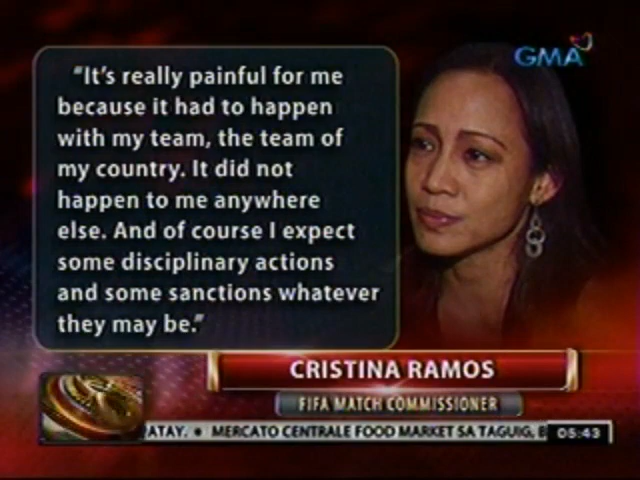 GMA
"It's really painful for me
because it had to happen
with my team, the team of
my country. It did not
happen to me anywhere
else. And of course I expect
some disciplinary actions
and some sanctions whatever
they may be."
CRISTINA RAMOS
FIFA MATCH COMMISSIONER
ATAY. • MERCATO CENTRALE FOOD MARKET SA TAGUIG, B
05:43